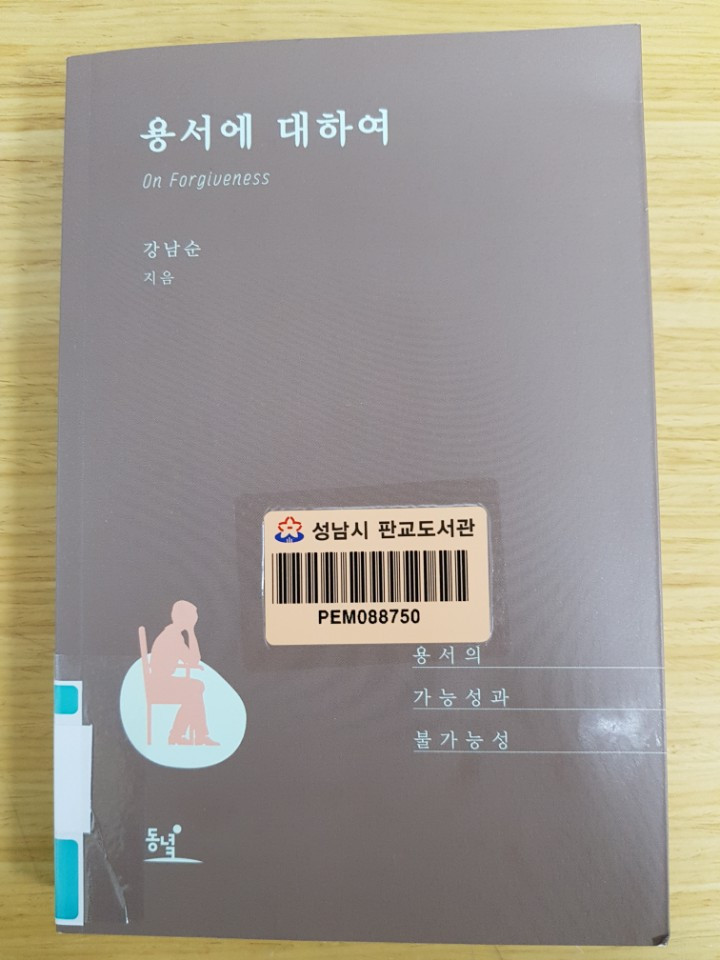 용서에 대하여
On Forgiveness
강남순
지음
성남시 판교도서관
PEM088750
용서의
가능성과
불가능성
동녘